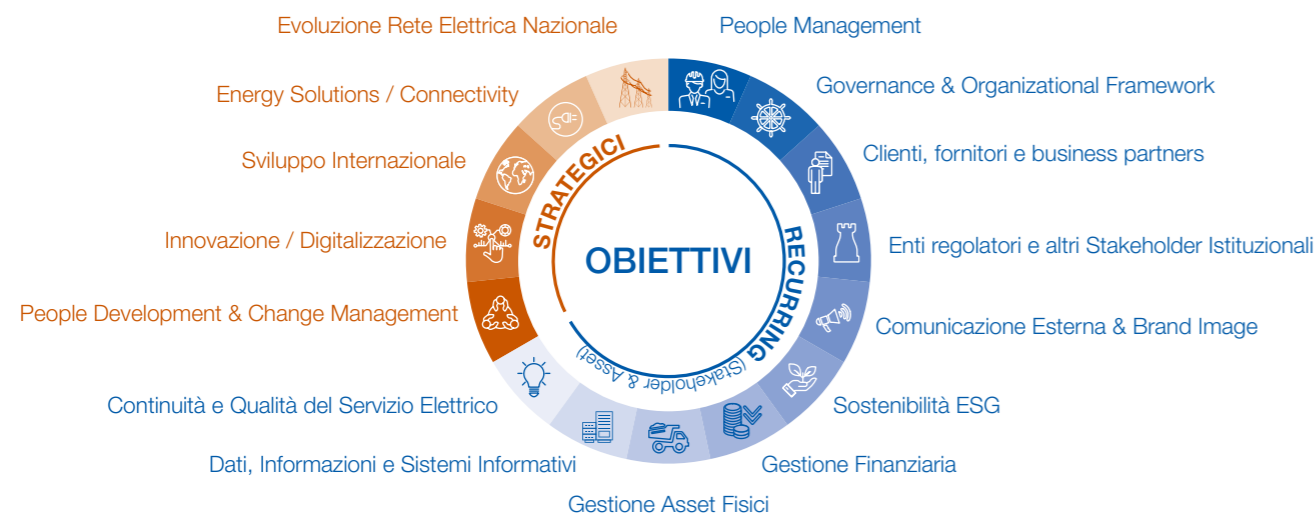 Evoluzione Rete Elettrica Nazionale
People Management
Energy Solutions / Connectivity
Governance & Organizational Framework
Sviluppo Internazionale
Clienti, fornitori e business partners
Innovazione / Digitalizzazione
Enti regolatori e altri Stakeholder Istituzionali
People Development & Change Management
Comunicazione Esterna & Brand Image
Continuità e Qualità del Servizio Elettrico
Sostenibilità ESG
Dati, Informazioni e Sistemi Informativi
Gestione Finanziaria
Gestione Asset Fisici
STRATEGICI
OBIETTIVI
RECURRING (Stakeholder & Asset)